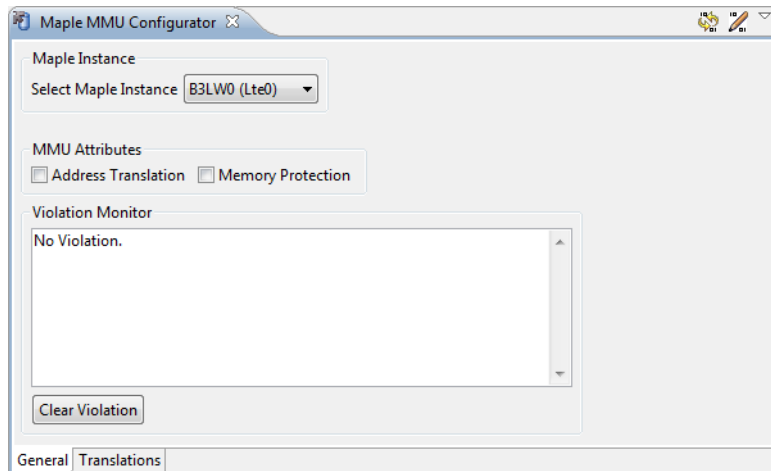 Maple MMU Configurator
Maple Instance
Select Maple Instance B3LW0 (Lte0)
MMU Attributes
Address Translation Memory Protection
Violation Monitor
No Violation.
Clear Violation
General Translations